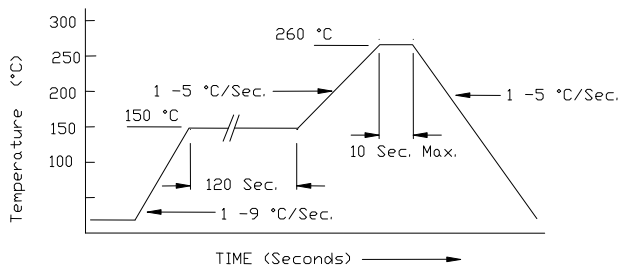 300
260 °C
250
Temperature (°C)
200
1 -5 °C/Sec.
1 -5 °C/Sec.
150 °C
150
10 Sec. Max.
100
120 Sec.
1 -9 °C/Sec.
TIME (Seconds)